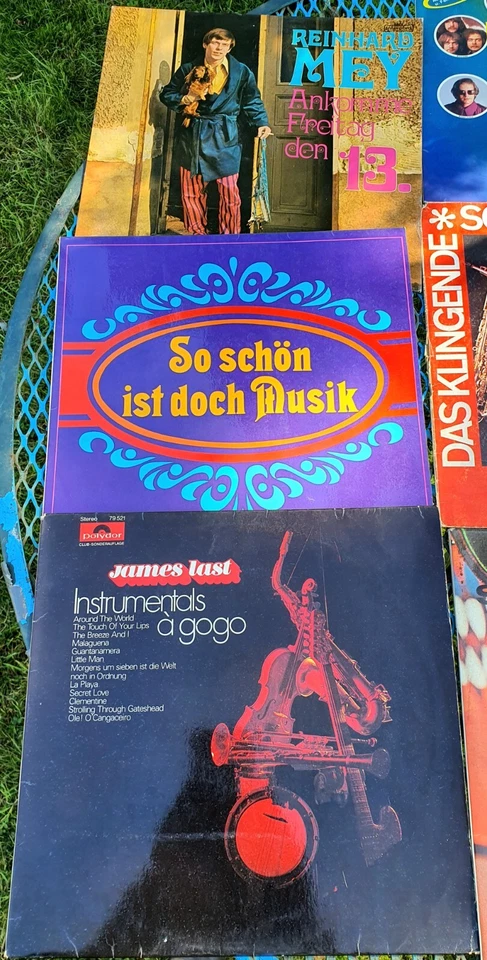 REINHARD
MEY
Ankomme
Freitag
den 13.
DAS KLINGENDE*
So schön
ist doch Musik
Stereo 79 521
polydor
CLUB-SONDERAUFLAGE
james last
Instrumentals
à gogo
Around The World
The Touch Of Your Lips
The Breeze And I
Malaguena
Guantanamera
Little Man
Morgens um sieben ist die Welt
noch in Ordnung
La Playa
Secret Love
Clementine
Strolling Through Gateshead
Ole! O'Cangaceiro